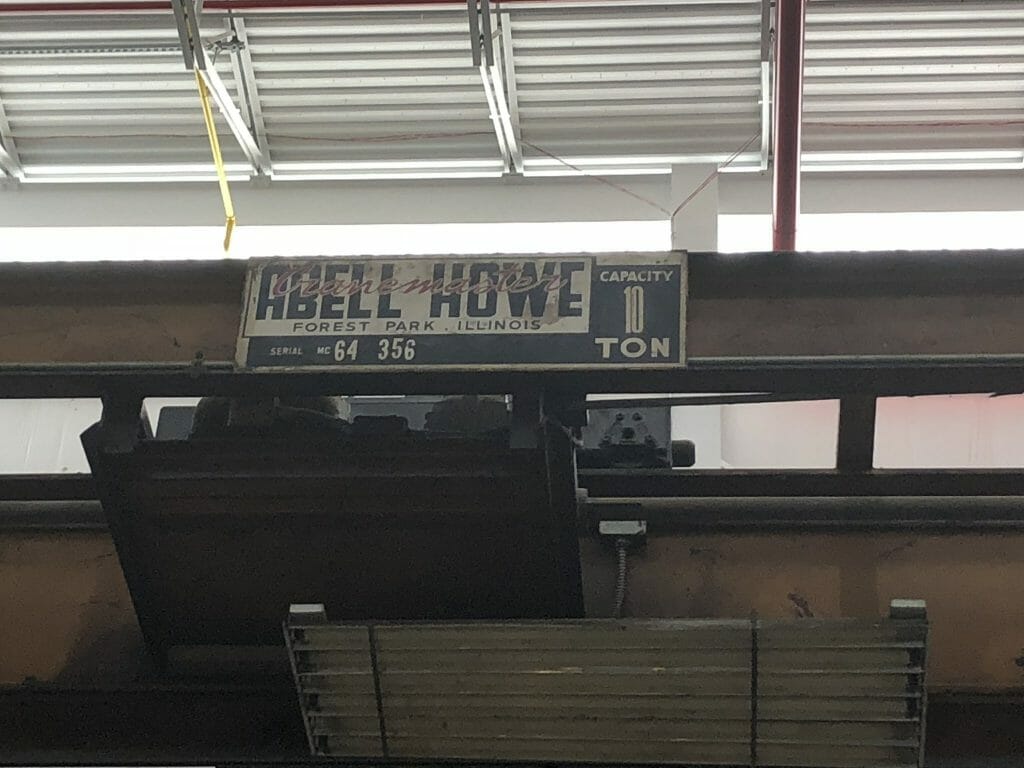 Cranemaster
ABELL HOWE
FOREST PARK, ILLINOIS
SERIAL MC 64 356
CAPACITY
10
TON